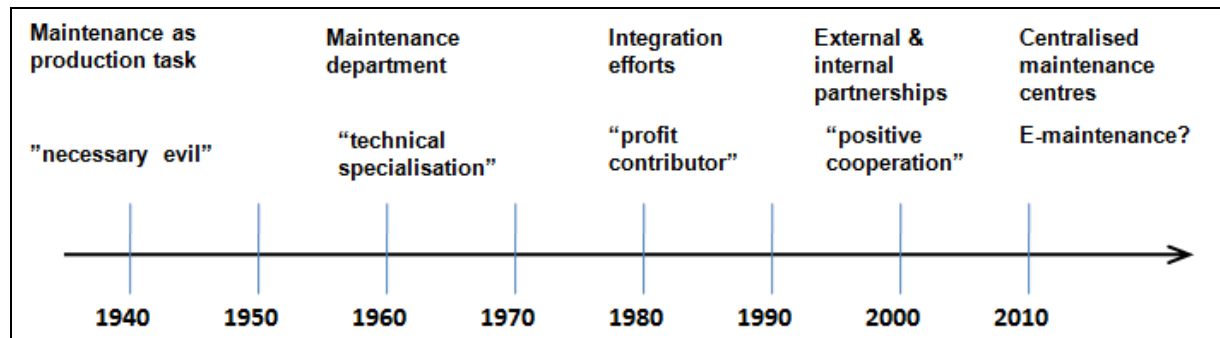 Maintenance as
production task
”necessary evil”
Maintenance
department
“technical
specialisation”
Integration
efforts
“profit
contributor”
External &
internal
partnerships
“positive
cooperation”
Centralised
maintenance
centres
E-maintenance?
1940
1950
1960
1970
1980
1990
2000
2010